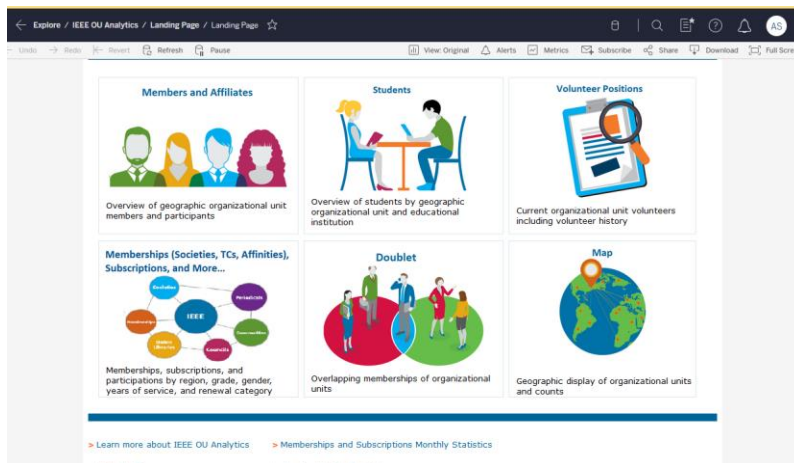 Explore / IEEE OU Analytics / Landing Page / Landing Page
AS
Undo Redo Revert Refresh Pause View: Original Alerts Metrics Subscribe Share Download Full Scre
Members and Affiliates
Overview of geographic organizational unit
members and participants
Students
Overview of students by geographic
organizational unit and educational
institution
Volunteer Positions
Current organizational unit volunteers
including volunteer history
Memberships (Societies, TCs, Affinities),
Subscriptions, and More...
Societies
Periodicals
IEEE
Communities
Councils
Memberships, subscriptions, and
participations by region, grade, gender,
years of service, and renewal category
Doublet
Overlapping memberships of organizational
units
Map
Geographic display of organizational units
and counts
> Learn more about IEEE OU Analytics > Memberships and Subscriptions Monthly Statistics